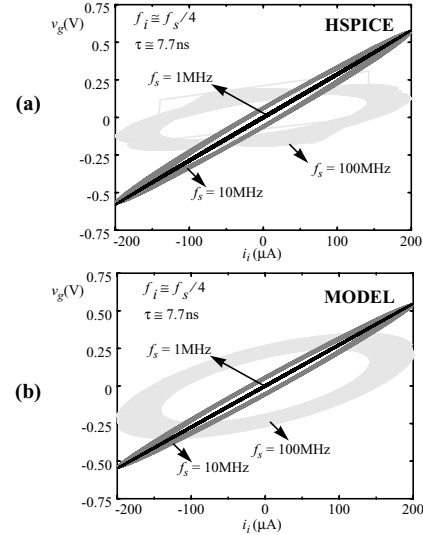 v_g(V)
f_i ≅ f_s/4
HSPICE
τ ≅ 7.7ns
f_s = 1MHz
(a)
f_s = 100MHz
f_s = 10MHz
0.75
0.5
0.25
0
-0.25
-0.5
-0.75
-200 -100 0 100 200
i_i(μA)
v_g(V)
f_i ≅ f_s/4
MODEL
τ ≅ 7.7ns
f_s = 1MHz
(b)
f_s = 100MHz
f_s = 10MHz
0.75
0.50
0.25
0
-0.25
-0.50
-0.75
-200 -100 0 100 200
i_i(μA)